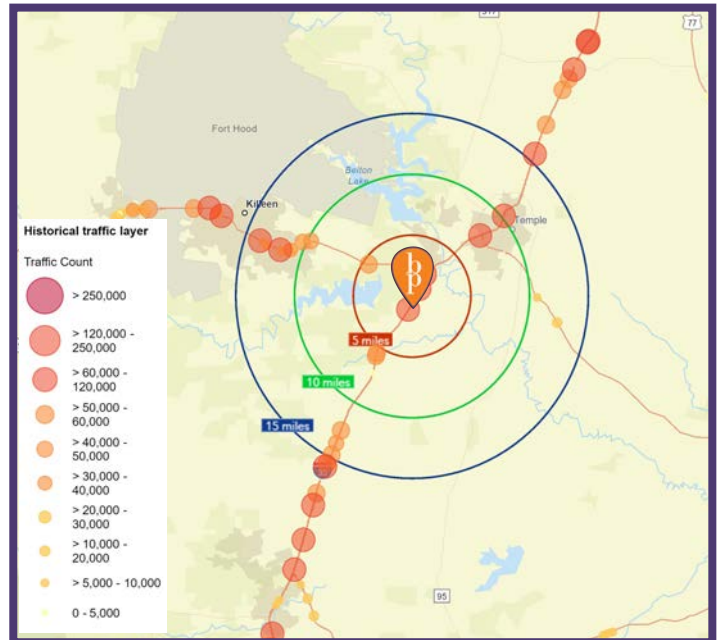 317
77
Fort Hood
Belton
Lake
Killeen
Temple
Historical traffic layer
Traffic Count
> 250,000
> 120,000 -
250,000
> 60,000 -
120,000
> 50,000 -
60,000
> 40,000 -
50,000
> 30,000 -
40,000
> 20,000 -
30,000
> 10,000 -
20,000
> 5,000 - 10,000
0 - 5,000
b
p
5 miles
10 miles
15 miles
95